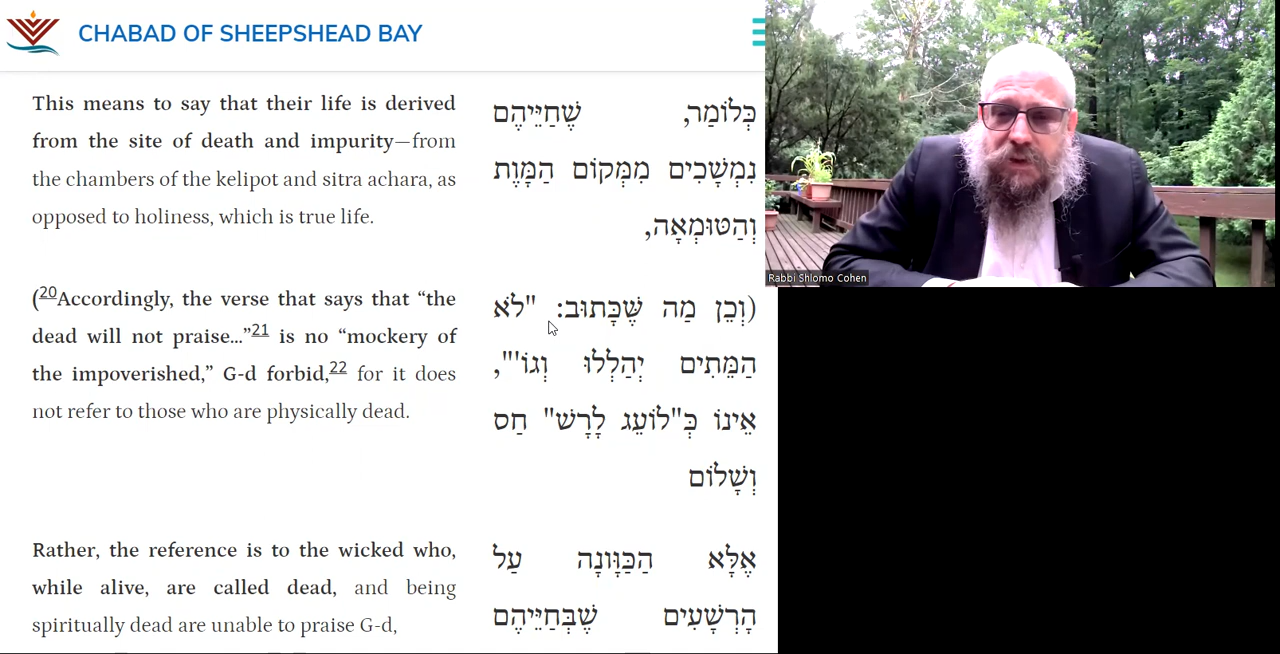 CHABAD OF SHEEPSHEAD BAY
This means to say that their life is derived
from the site of death and impurity—from
the chambers of the kelipot and sitra achara, as
opposed to holiness, which is true life.
כְּלוֹמַר, שֶׁחַיֵּיהֶם
נִמְשָׁכִים מִמְּקוֹם הַמָּוֶת
וְהַטּוּמְאָה,
(20Accordingly, the verse that says that “the
dead will not praise...”21 is no “mockery of
the impoverished,” G-d forbid,22 for it does
not refer to those who are physically dead.
(וְכֵן מַה שֶּׁכָּתוּב: "לֹא
הַמֵּתִים יְהַלְלוּ וְגוֹ'",
אֵינוֹ כְּ"לוֹעֵג לָרָשׁ" חַס
וְשָׁלוֹם
Rather, the reference is to the wicked who,
while alive, are called dead, and being
spiritually dead are unable to praise G-d,
אֶלָּא הַכַּוָּונָה עַל
הָרְשָׁעִים שֶׁבְּחַיֵּיהֶם
Rabbi Shlomo Cohen